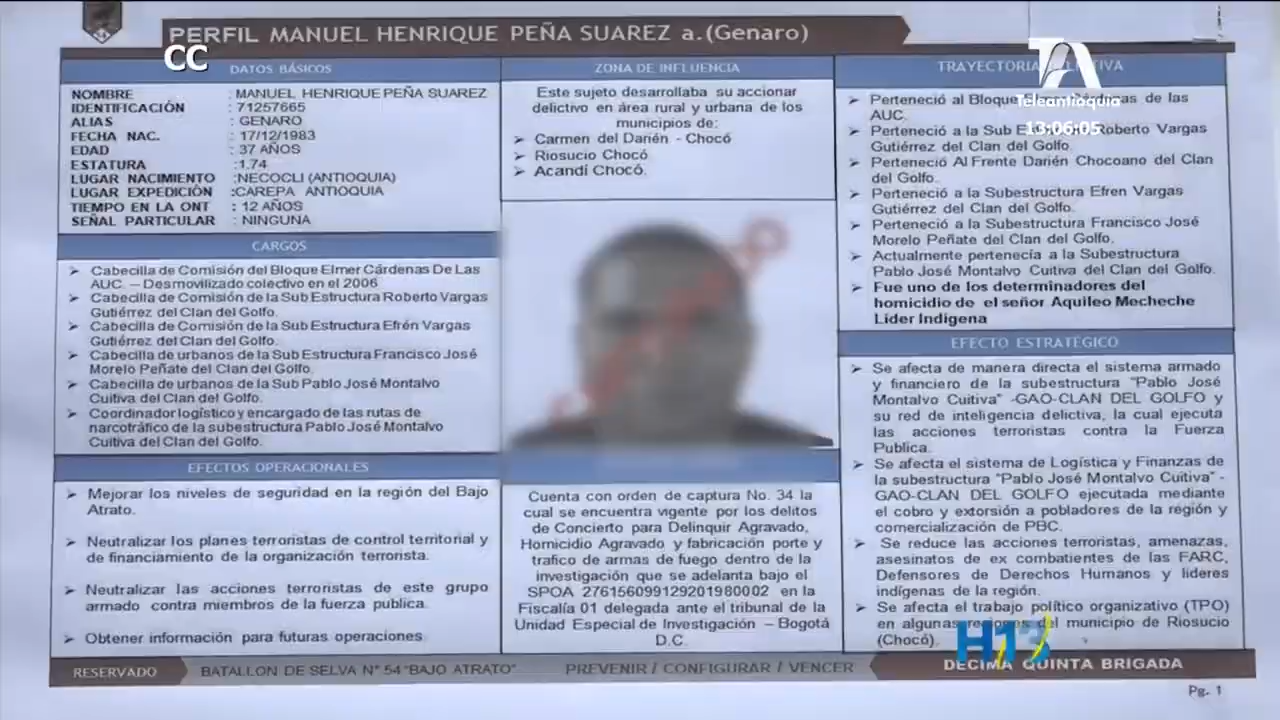 PERFIL MANUEL HENRIQUE PEÑA SUAREZ a.(Genaro)
CC
DATOS BÁSICOS
NOMBRE : MANUEL HENRIQUE PEÑA SUAREZ
IDENTIFICACIÓN : 71257665
ALIAS : GENARO
FECHA NAC. : 17/12/1983
EDAD : 37 AÑOS
ESTATURA :1.74
LUGAR NACIMIENTO :NECOCLI (ANTIOQUIA)
LUGAR EXPEDICIÓN :CAREPA ANTIOQUIA
TIEMPO EN LA ONT : 12 AÑOS
SEÑAL PARTICULAR : NINGUNA
CARGOS
Cabecilla de Comisión del Bloque Elmer Cárdenas De Las
AUC. – Desmovilizado colectivo en el 2006
Cabecilla de Comisión de la Sub Estructura Roberto Vargas
Gutiérrez del Clan del Golfo.
Cabecilla de Comisión de la Sub Estructura Efrén Vargas
Gutiérrez del Clan del Golfo.
Cabecilla de urbanos de la Sub Estructura Francisco José
Morelo Peñate del Clan del Golfo.
Cabecilla de urbanos de la Sub Pablo José Montalvo
Cuitiva del Clan del Golfo.
Coordinador logístico y encargado de las rutas de
narcotráfico de la subestructura Pablo José Montalvo
Cuitiva del Clan del Golfo.
EFECTOS OPERACIONALES
Mejorar los niveles de seguridad en la región del Bajo
Atrato.
Neutralizar los planes terroristas de control territorial y
de financiamiento de la organización terrorista.
Neutralizar las acciones terroristas de este grupo
armado contra miembros de la fuerza publica.
Obtener información para futuras operaciones
ZONA DE INFLUENCIA
Este sujeto desarrollaba su accionar
delictivo en área rural y urbana de los
municipios de:
Carmen del Darién - Chocó
Riosucio Chocó
Acandí Chocó.
Cuenta con orden de captura No. 34 la
cual se encuentra vigente por los delitos
de Concierto para Delinquir Agravado,
Homicidio Agravado y fabricación porte y
trafico de armas de fuego dentro de la
investigación que se adelanta bajo el
SPOA 276156099129201980002 en la
Fiscalía 01 delegada ante el tribunal de la
Unidad Especial de Investigación – Bogotá
D.C.
TRAYECTORIA
Teleantioquia
13:06:05
Perteneció al Bloque de las
AUC.
Perteneció a la Sub Roberto Vargas
Gutiérrez del Clan del Golfo.
Perteneció Al Frente Darién Chocoano del Clan
del Golfo.
Perteneció a la Subestructura Efren Vargas
Gutiérrez del Clan del Golfo.
Perteneció a la Subestructura Francisco José
Morelo Peñate del Clan del Golfo.
Actualmente pertenecía a la Subestructura
Pablo José Montalvo Cuitiva del Clan del Golfo.
Fue uno de los determinadores del
homicidio de el señor Aquileo Mecheche
Líder Indígena
EFECTO ESTRATÉGICO
Se afecta de manera directa el sistema armado
y financiero de la subestructura "Pablo José
Montalvo Cuitiva" -GAO-CLAN DEL GOLFO y
su red de inteligencia delictiva, la cual ejecuta
las acciones terroristas contra la Fuerza
Publica.
Se afecta el sistema de Logística y Finanzas de
la subestructura "Pablo José Montalvo Cuitiva" -
GAO-CLAN DEL GOLFO ejecutada mediante
el cobro y extorsión a pobladores de la región y
comercialización de PBC.
Se reduce las acciones terroristas, amenazas,
asesinatos de ex combatientes de las FARC,
Defensores de Derechos Humanos y lideres
indígenas de la región.
Se afecta el trabajo político organizativo (TPO)
en algunas regiones del municipio de Riosucio
(Chocó).
H13
RESERVADO BATALLON DE SELVA N° 54 "BAJO ATRATO" PREVENIR / CONFIGURAR / VENCER DÉCIMA QUINTA BRIGADA
Pg. 1